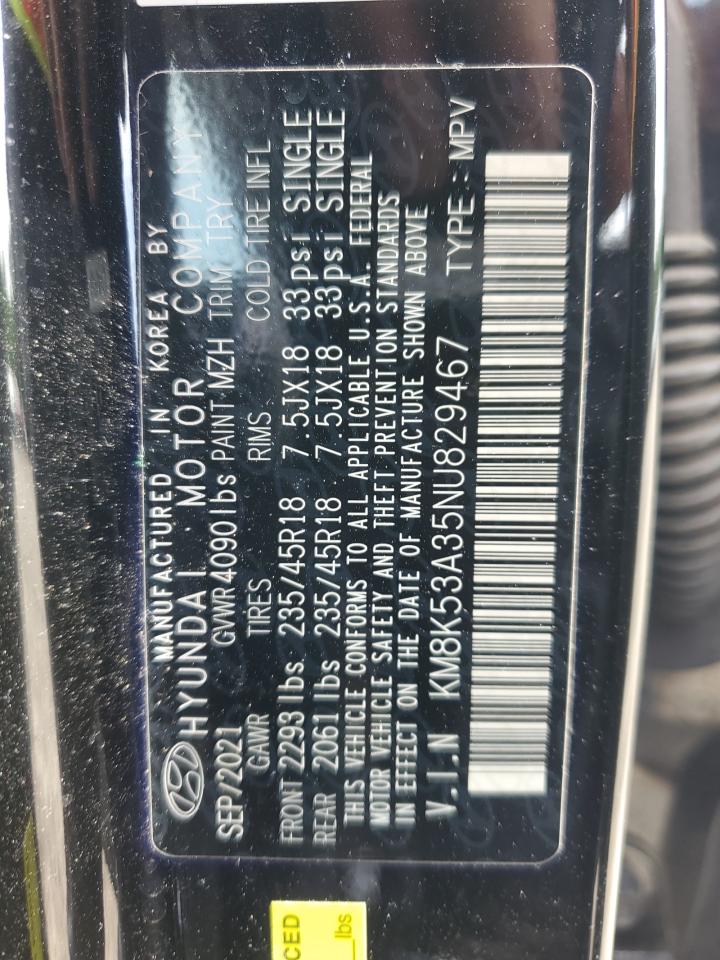 MANUFACTURED IN KOREA BY
HYUNDAI MOTOR COMPANY
SEP/2021 GVWR 4090 lbs PAINT MZH TRIM TRY
GAWR TIRES RIMS COLD TIRE INFL
FRONT 2293 lbs 235/45R18 7.5JX18 33psi SINGLE
REAR 2061 lbs 235/45R18 7.5JX18 33psi SINGLE
THIS VEHICLE CONFORMS TO ALL APPLICABLE U.S.A. FEDERAL
MOTOR VEHICLE SAFETY AND THEFT PREVENTION STANDARDS
IN EFFECT ON THE DATE OF MANUFACTURE SHOWN ABOVE
V.I.N KM8K53A35NU829467 TYPE : MPV
CED
lbs